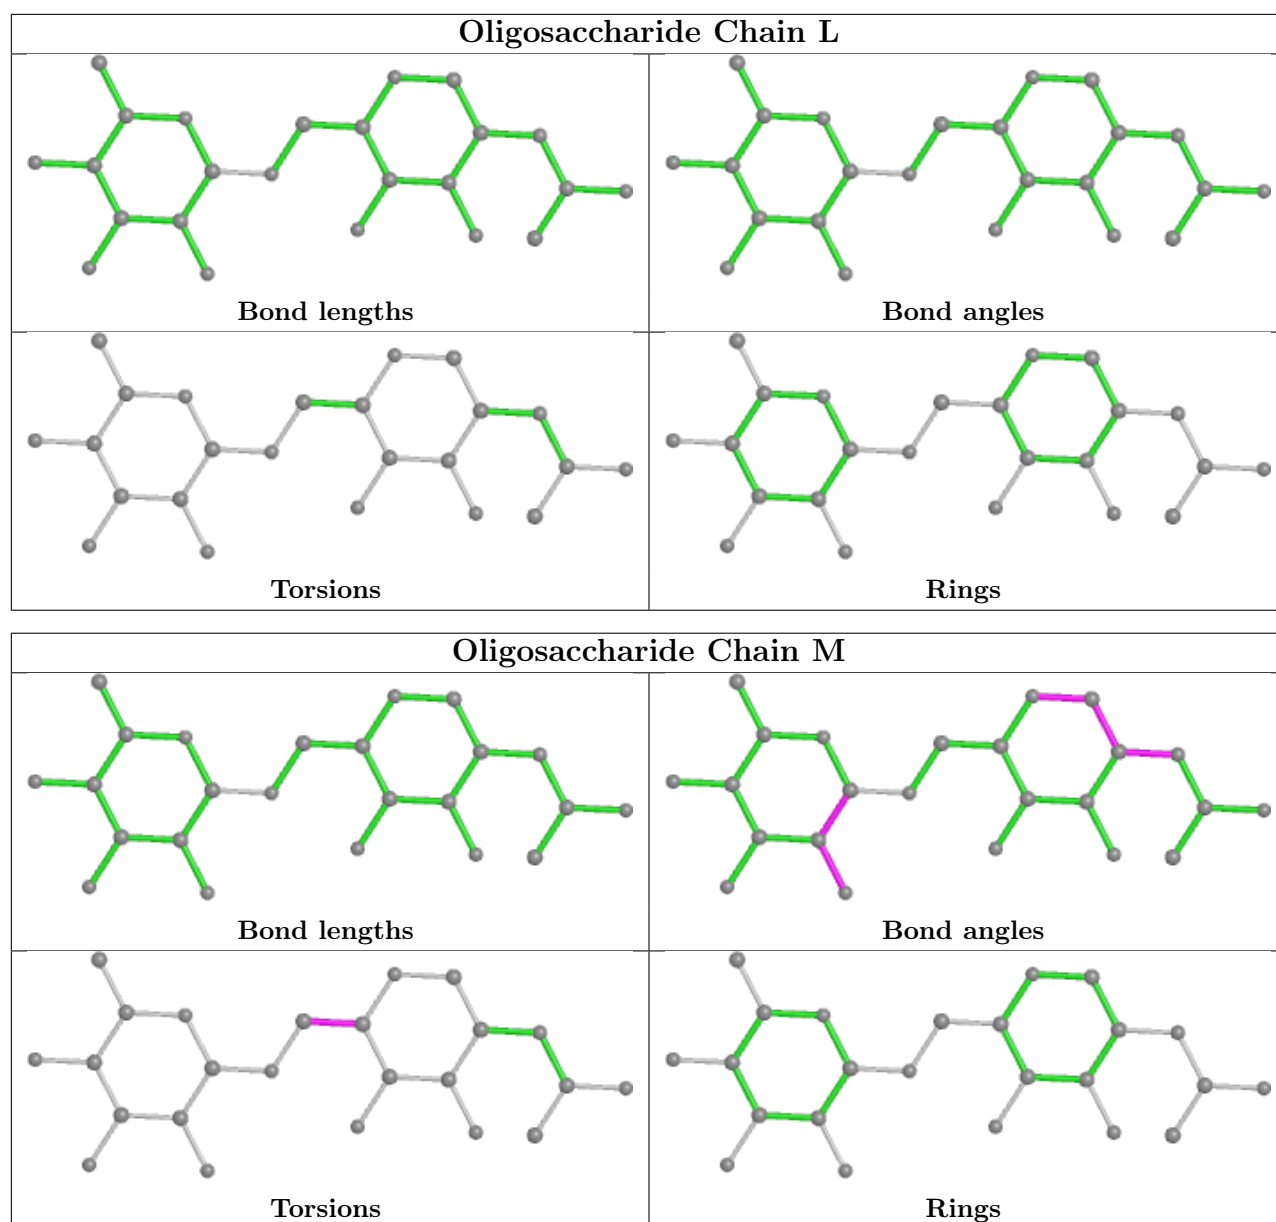 Oligosaccharide Chain L
Bond lengths
Bond angles
Torsions
Rings
Oligosaccharide Chain M
Bond lengths
Bond angles
Torsions
Rings